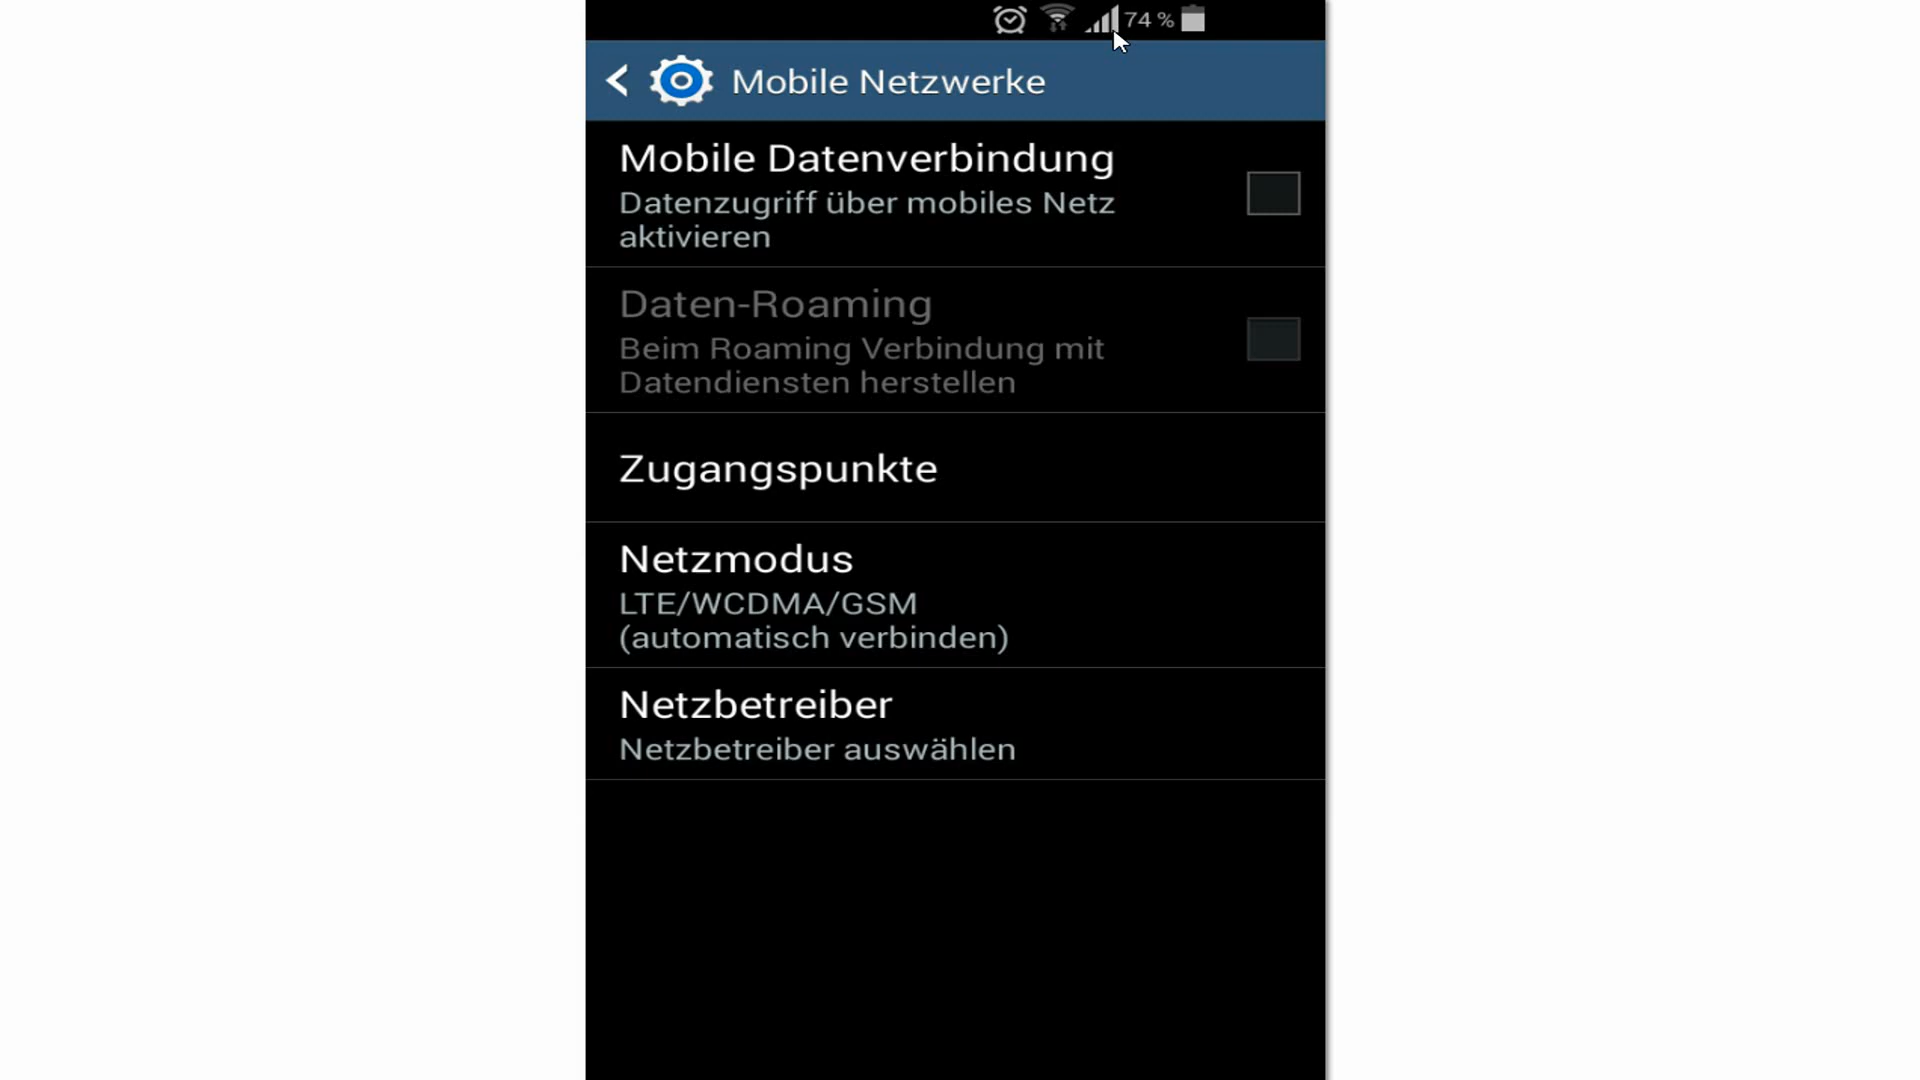 74 %
Mobile Netzwerke
Mobile Datenverbindung
Datenzugriff über mobiles Netz
aktivieren
Daten-Roaming
Beim Roaming Verbindung mit
Datendiensten herstellen
Zugangspunkte
Netzmodus
LTE/WCDMA/GSM
(automatisch verbinden)
Netzbetreiber
Netzbetreiber auswählen